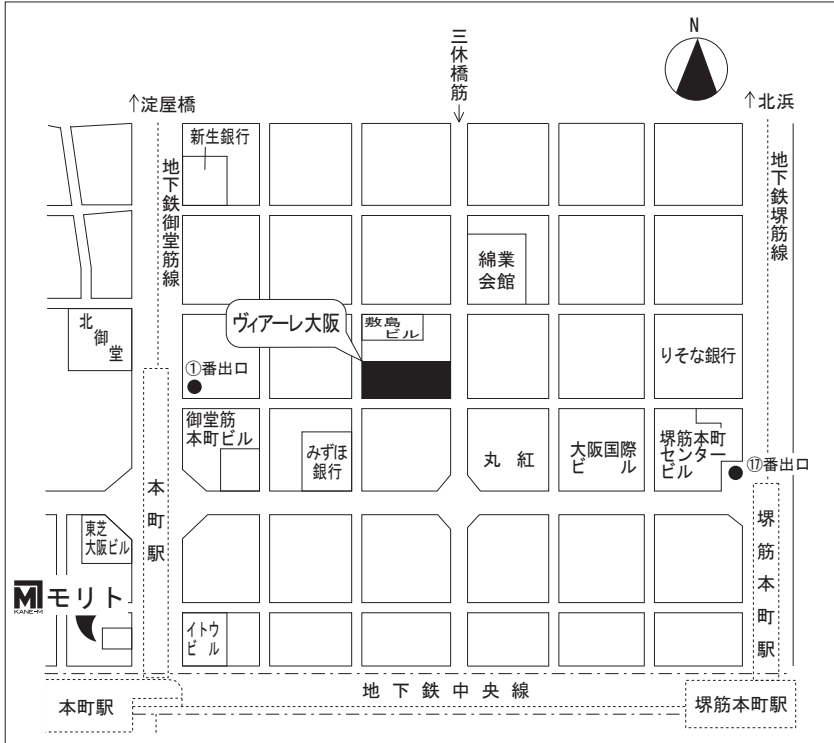 N
三休橋筋
↓
↑淀屋橋
↑北浜
新生銀行
地下鉄御堂筋線
地下鉄堺筋線
綿業
会館
ヴィアーレ大阪
敷島
ビル
北御堂
①番出口
りそな銀行
御堂筋
本町ビル
みずほ
銀行
丸紅
大阪国際
ビル
堺筋本町
センター
ビル
⑰番出口
本町駅
東芝
大阪ビル
堺筋本町駅
M モリト
KANE-M
イトウ
ビル
地下鉄中央線
本町駅
堺筋本町駅